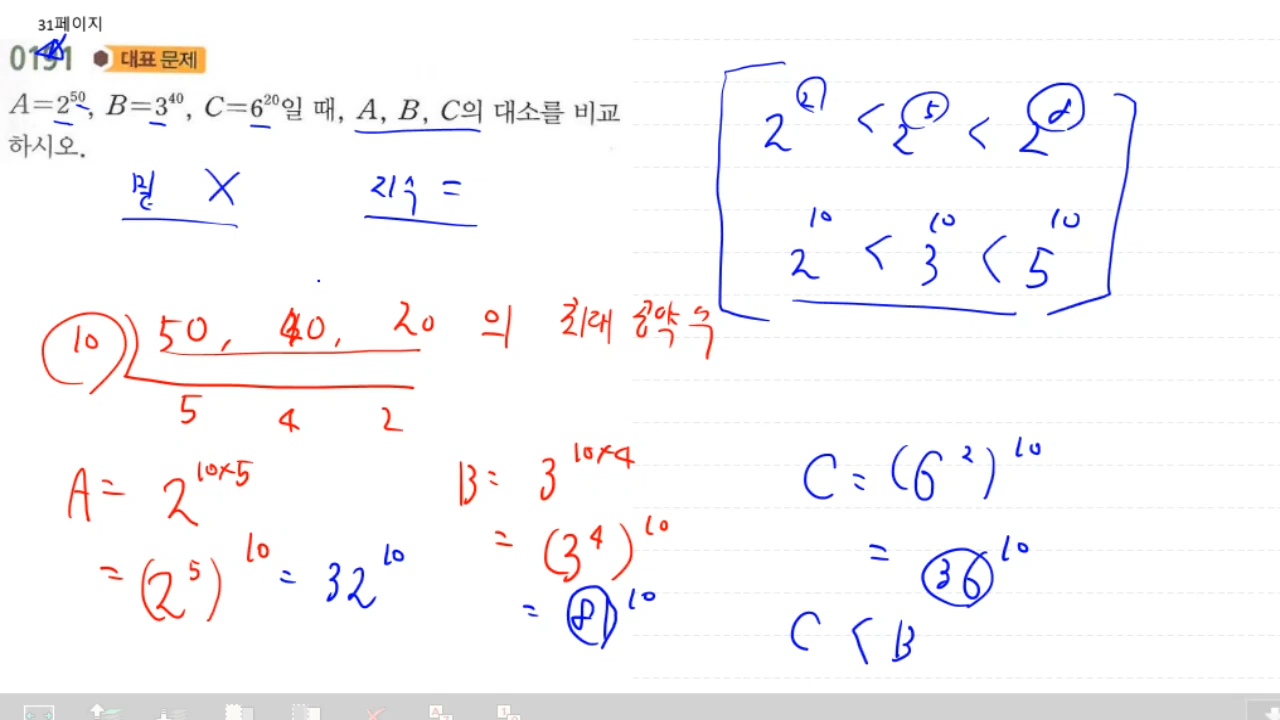 31페이지
0191 대표 문제
A=2^50, B=3^40, C=6^20일 때, A, B, C의 대소를 비교
하시오.
밑 X 지수 =
2^2 < 2^5 < 2^8
2^10 < 3^10 < 5^10
10 ) 50, 40, 20 의 최대 공약수
5 4 2
A = 2^10×5
= (2^5)^10 = 32^10
B = 3^10×4
= (3^4)^10
= 81^10
C = (6^2)^10
= 36^10
C < B